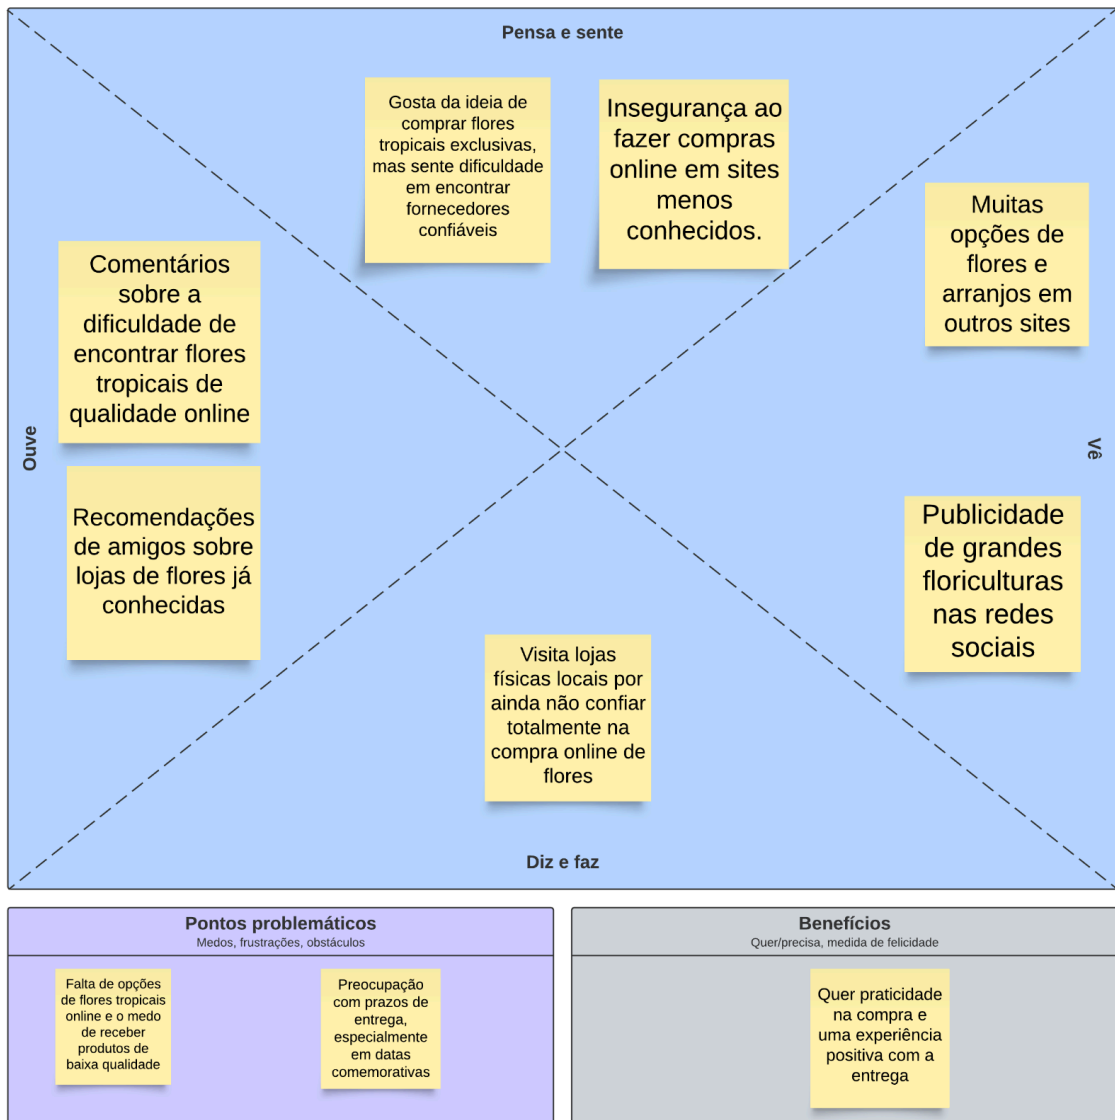 Pensa e sente
Gosta da ideia de
comprar flores
tropicais exclusivas,
mas sente dificuldade
em encontrar
fornecedores
confiáveis
Insegurança ao
fazer compras
online em sites
menos
conhecidos.
Muitas
opções de
flores e
arranjos em
outros sites
Comentários
sobre a
dificuldade de
encontrar flores
tropicais de
qualidade online
Ouve
Vê
Recomendações
de amigos sobre
lojas de flores já
conhecidas
Publicidade
de grandes
floriculturas
nas redes
sociais
Visita lojas
físicas locais por
ainda não confiar
totalmente na
compra online de
flores
Diz e faz
Pontos problemáticos
Medos, frustrações, obstáculos
Falta de opções
de flores tropicais
online e o medo
de receber
produtos de
baixa qualidade
Preocupação
com prazos de
entrega,
especialmente
em datas
comemorativas
Benefícios
Quer/precisa, medida de felicidade
Quer praticidade
na compra e
uma experiência
positiva com a
entrega